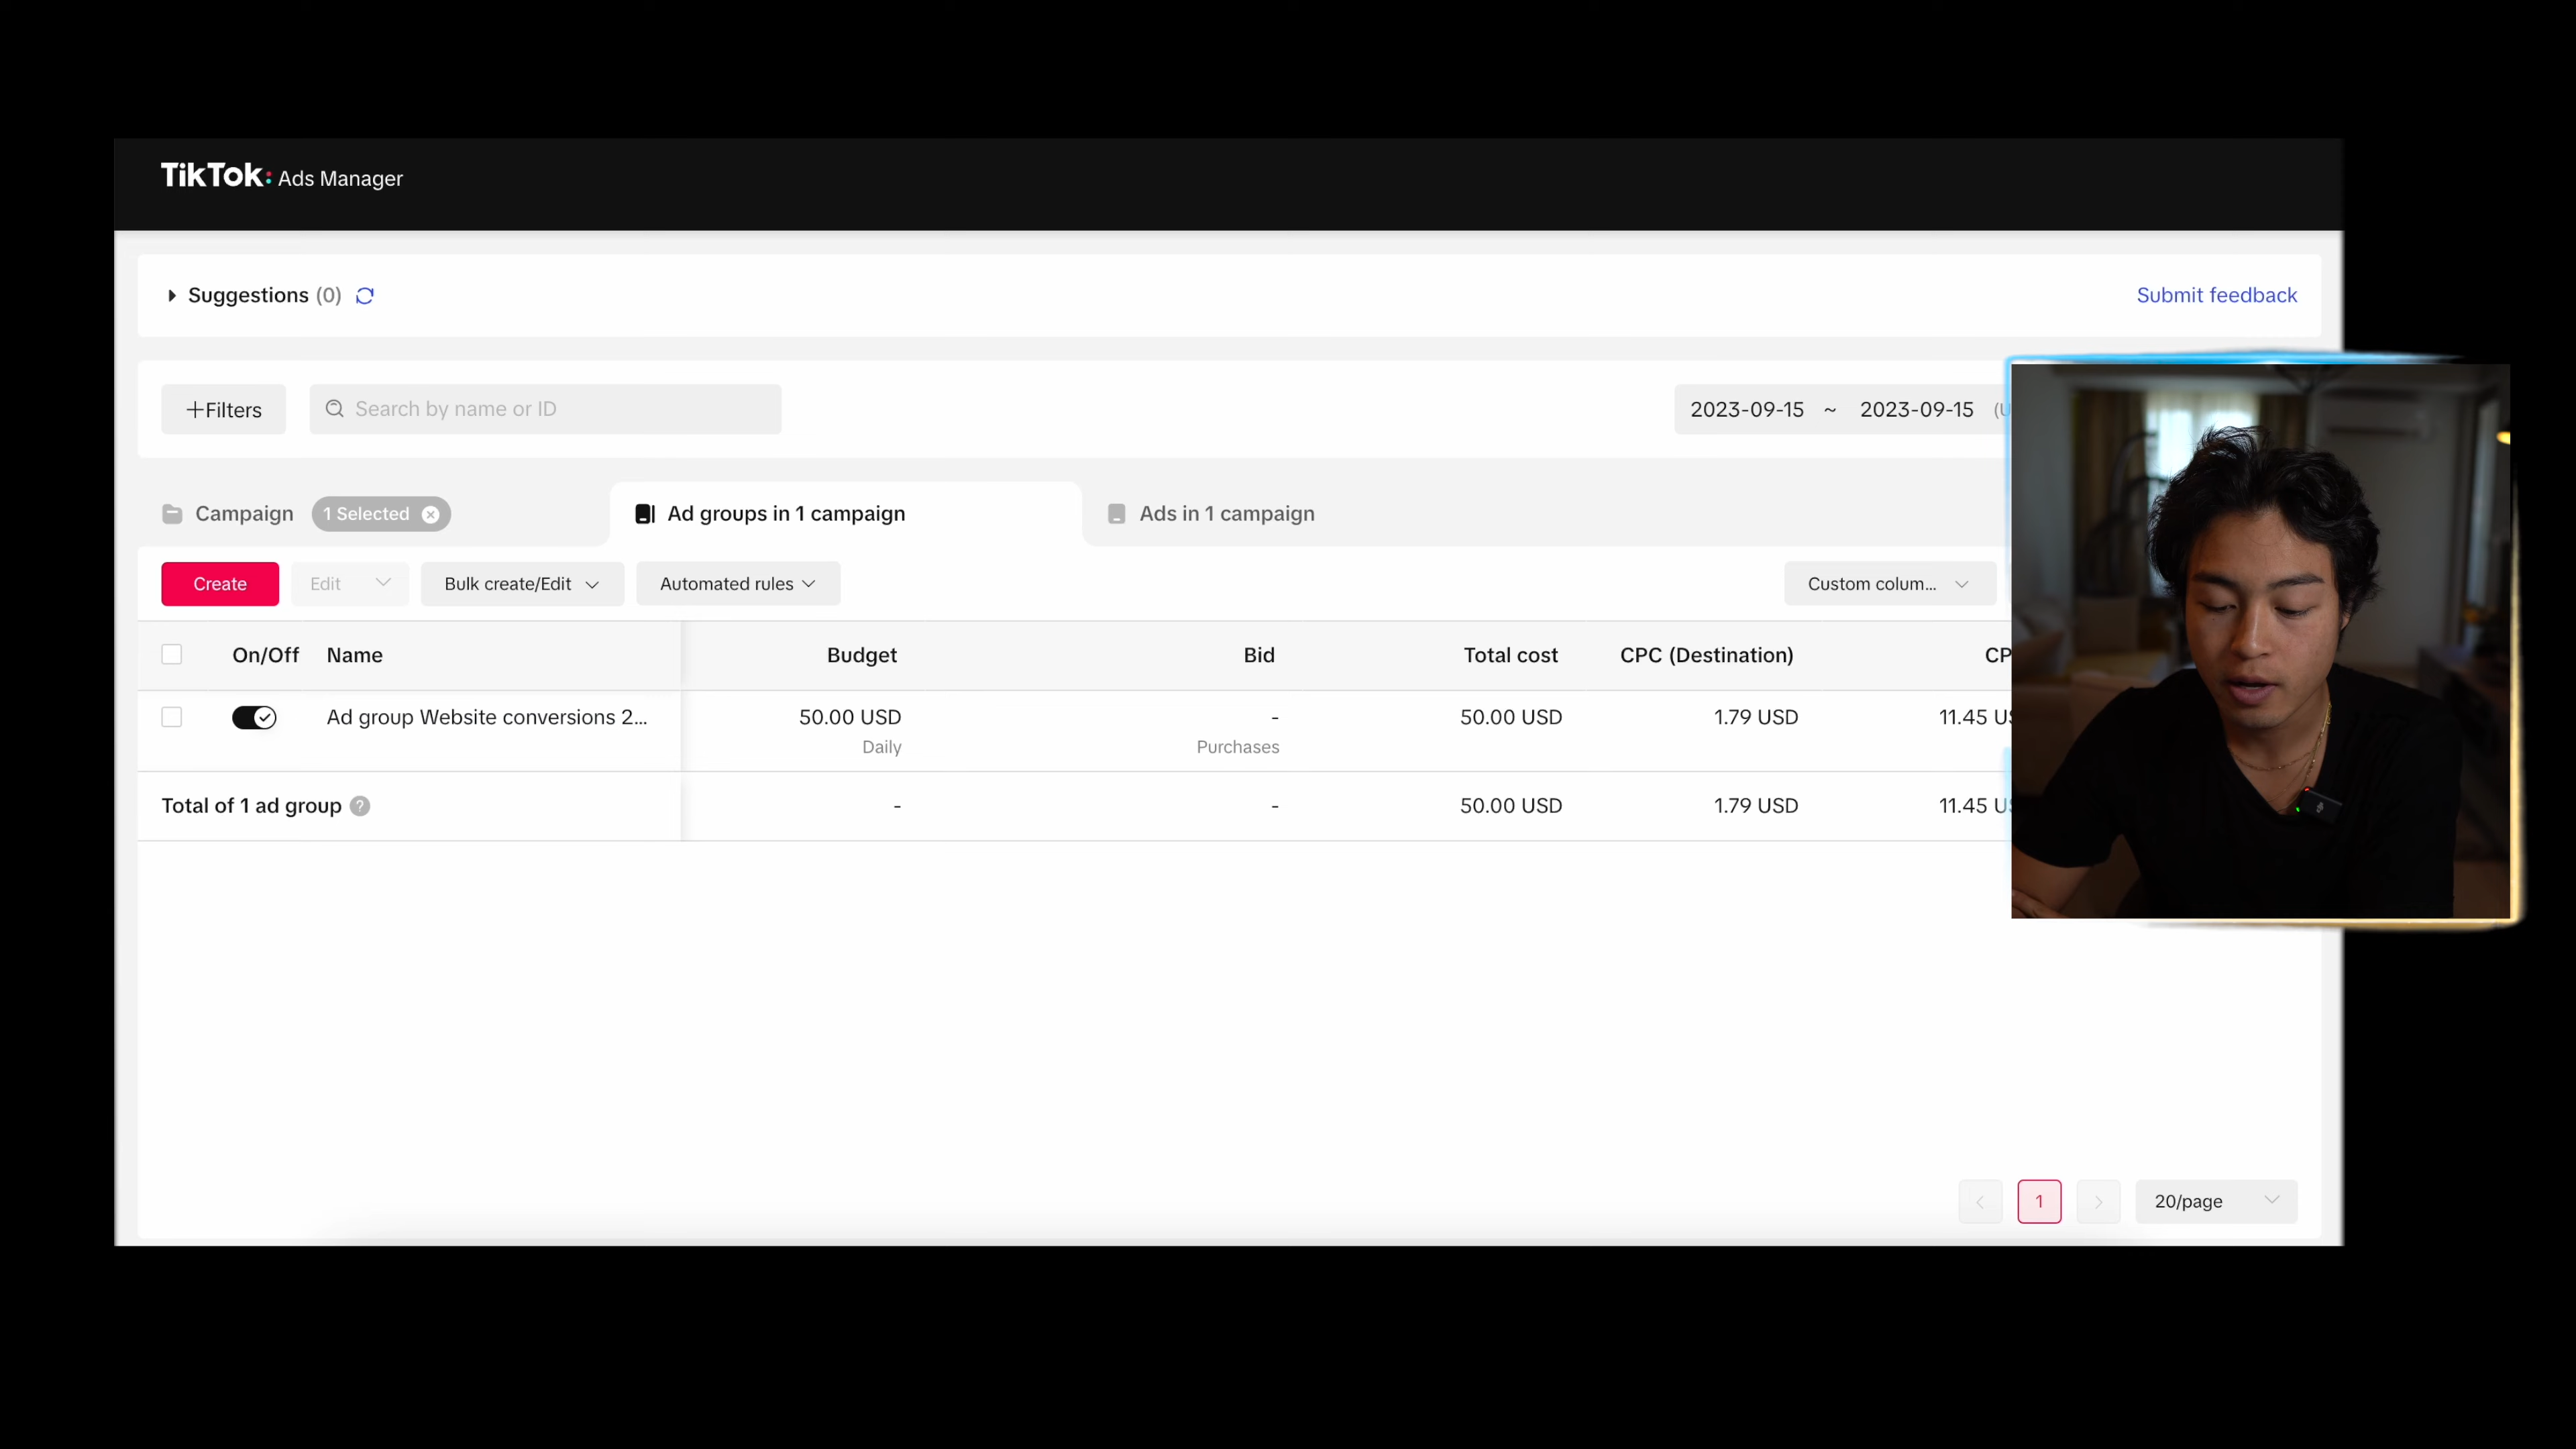 TikTok: Ads Manager
Suggestions (0)
Submit feedback
+Filters
Search by name or ID
2023-09-15 ~ 2023-09-15
Campaign
1 Selected
Ad groups in 1 campaign
Ads in 1 campaign
Create
Edit
Bulk create/Edit
Automated rules
Custom colum...
On/Off Name Budget Bid Total cost CPC (Destination)
Ad group Website conversions 2... 50.00 USD - 50.00 USD 1.79 USD 11.45
Daily Purchases
Total of 1 ad group - - 50.00 USD 1.79 USD 11.45
1
20/page